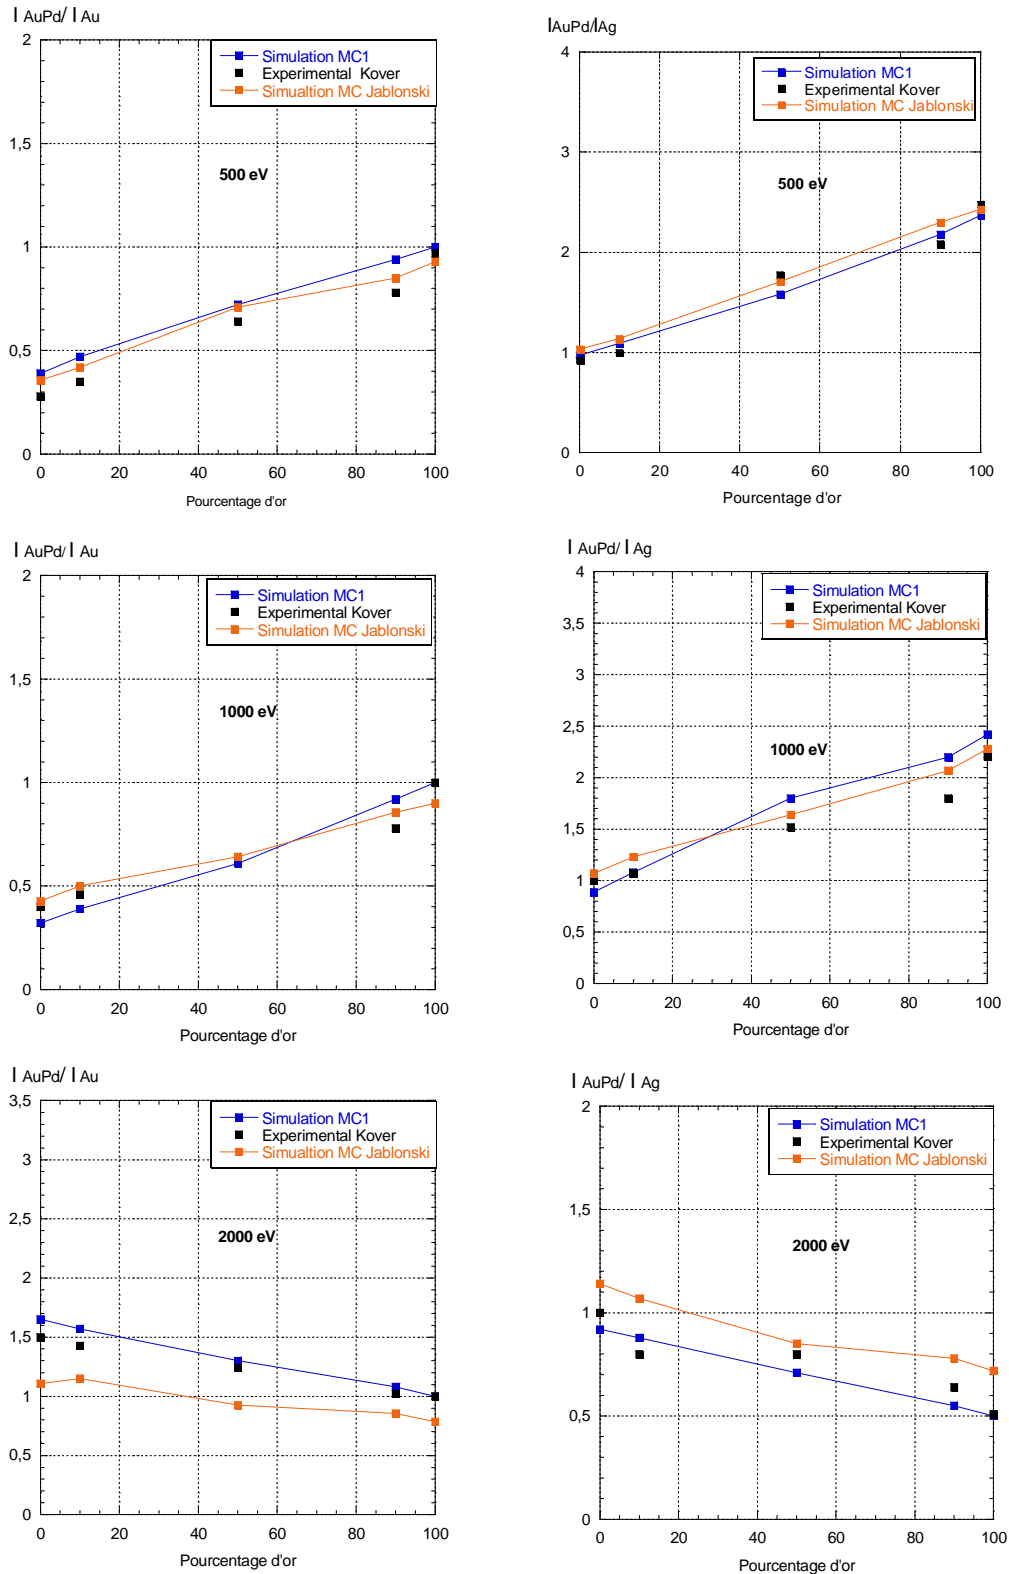 I AuPd/ I Au
2
1,5
1
0,5
0
0 20 40 60 80 100
Simulation MC1
Experimental Kover
Simualtion MC Jablonski
500 eV
Pourcentage d'or
IAuPd/IAg
4
3
2
1
0
0 20 40 60 80 100
Simulation MC1
Experimental Kover
Simulation MC Jablonski
500 eV
Pourcentage d'or
I AuPd/ I Au
2
1,5
1
0,5
0
0 20 40 60 80 100
Simulation MC1
Experimental Kover
Simulation MC Jablonski
1000 eV
Pourcentage d'or
I AuPd/ I Ag
4
3,5
3
2,5
2
1,5
1
0,5
0
0 20 40 60 80 100
Simulation MC1
Experimental Kover
Simulation MC Jablonski
1000 eV
Pourcentage d'or
I AuPd/ I Au
3,5
3
2,5
2
1,5
1
0,5
0
0 20 40 60 80 100
Simulation MC1
Experimental Kover
Simualtion MC Jablonski
2000 eV
Pourcentage d'or
I AuPd/ I Ag
2
1,5
1
0,5
0
0 20 40 60 80 100
Simulation MC1
Experimental Kover
Simulation MC Jablonski
2000 eV
Pourcentage d'or